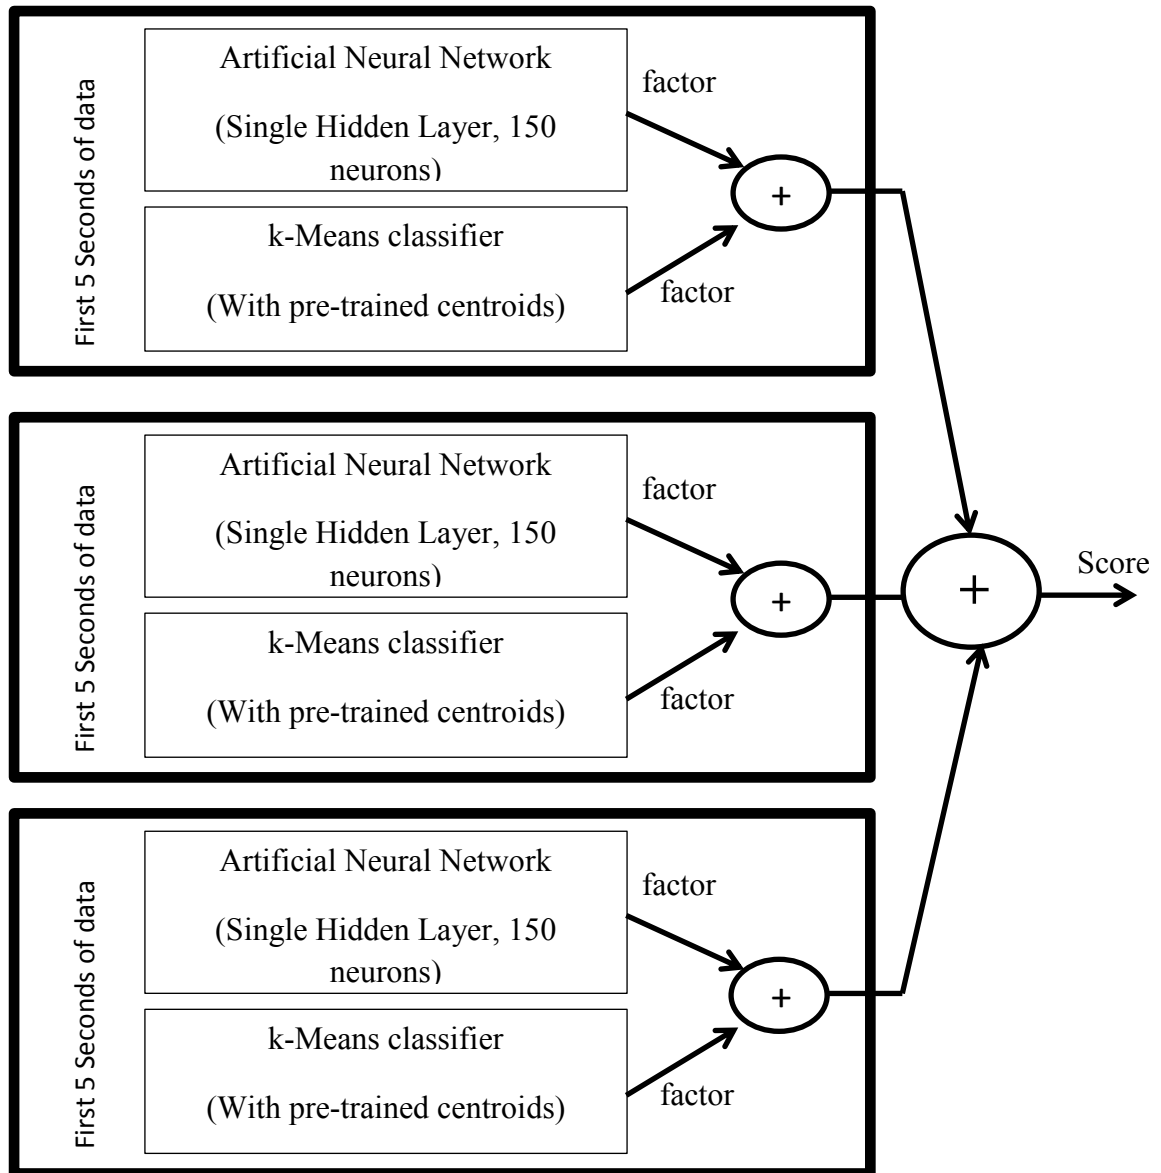 First 5 Seconds of data
Artificial Neural Network
(Single Hidden Layer, 150
neurons)
factor
+
k-Means classifier
(With pre-trained centroids)
factor
First 5 Seconds of data
Artificial Neural Network
(Single Hidden Layer, 150
neurons)
factor
+
k-Means classifier
(With pre-trained centroids)
factor
+
Score
First 5 Seconds of data
Artificial Neural Network
(Single Hidden Layer, 150
neurons)
factor
+
k-Means classifier
(With pre-trained centroids)
factor